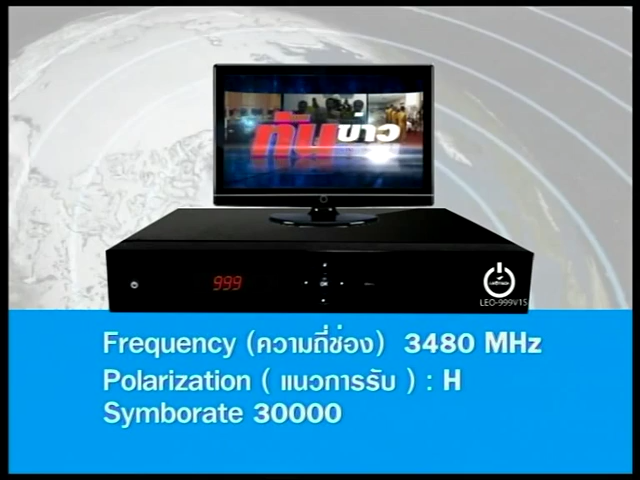 ทันข่าว
999
OK
LEO-999V15
Frequency (ความถี่ช่อง) 3480 MHz
Polarization ( แนวการรับ ) : H
Symborate 30000